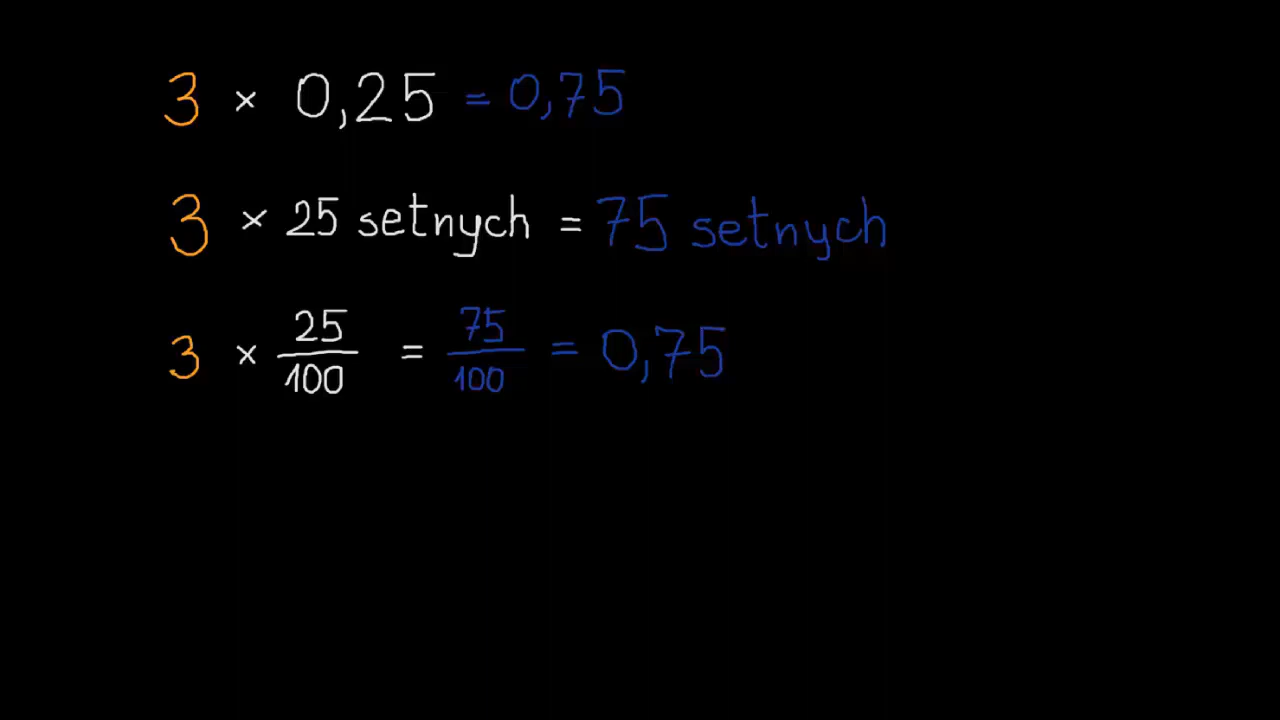 3 × 0,25 = 0,75
3 × 25 setnych = 75 setnych
3 × 25/100 = 75/100 = 0,75